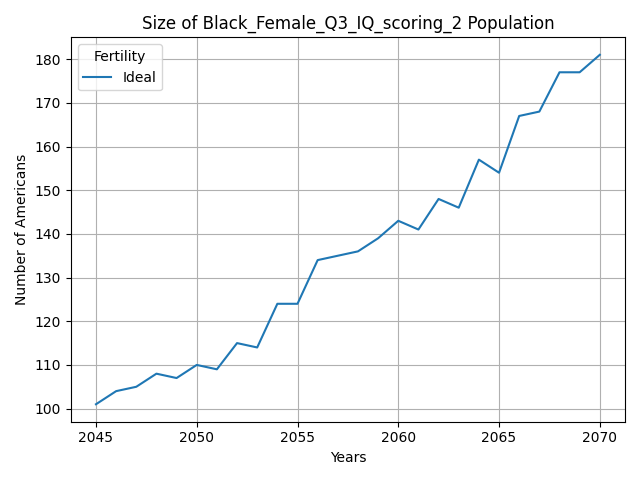 Size of Black_Female_Q3_IQ_scoring_2 Population
Fertility
Ideal
Number of Americans
180
170
160
150
140
130
120
110
100
2045 2050 2055 2060 2065 2070
Years